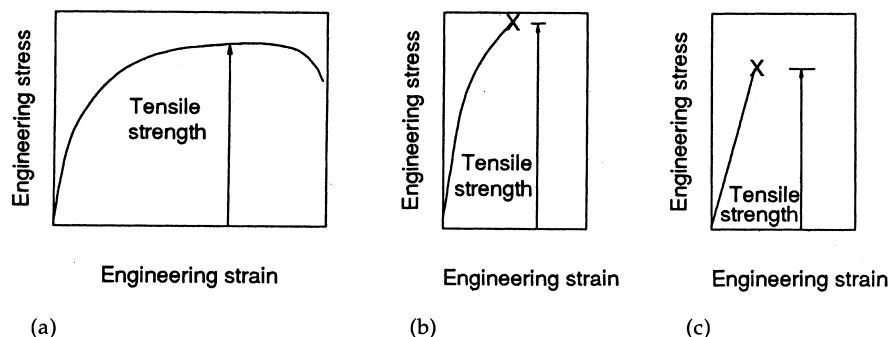 Engineering stress
Tensile
strength
Engineering strain
(a)
Engineering stress
X
Tensile
strength
Engineering strain
(b)
Engineering stress
X
Tensile
strength
Engineering strain
(c)